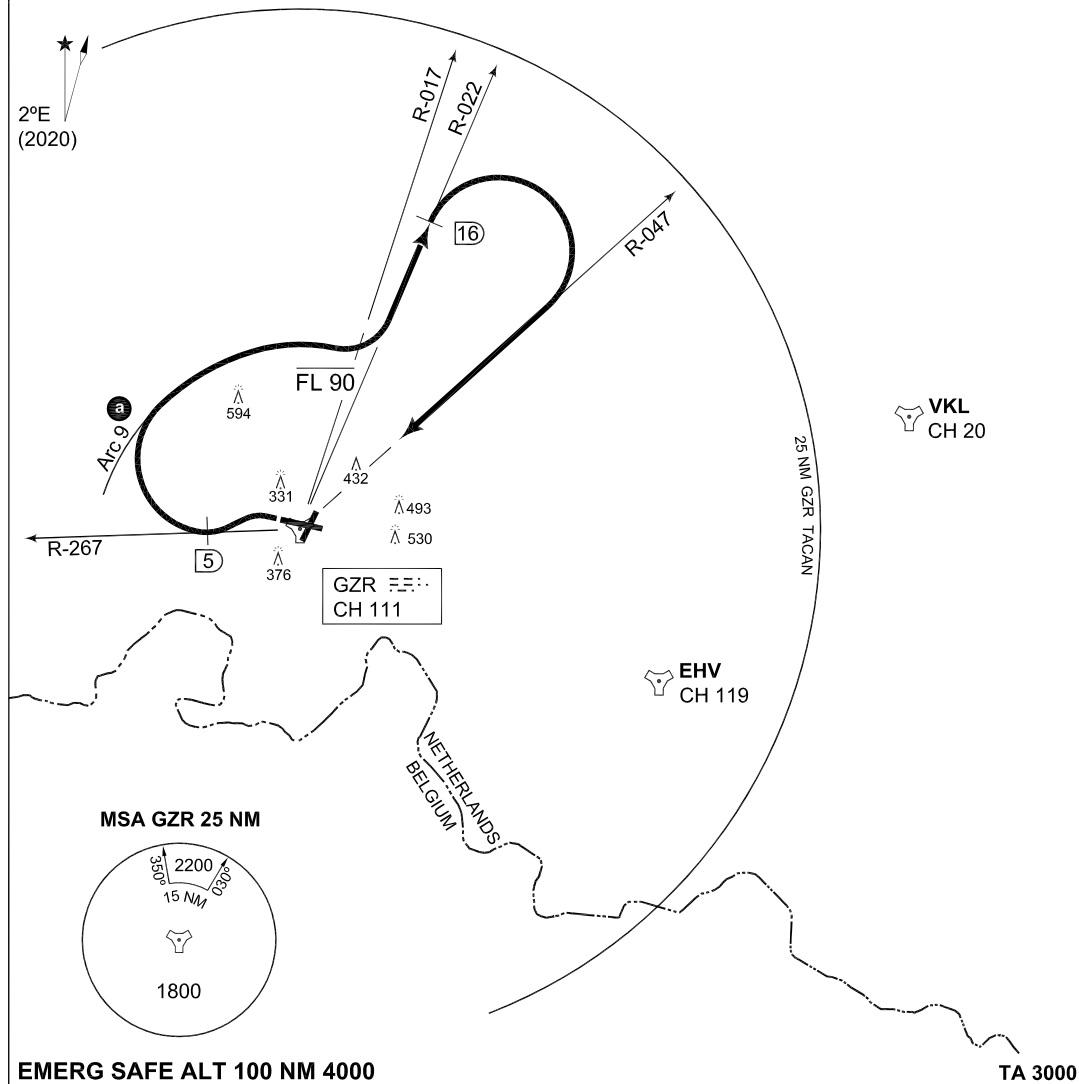 2ºE
(2020)
R-017
R-022
16
R-047
FL 90
a
594
Arc 9
VKL
CH 20
331
432
493
530
25 NM GZR TACAN
R-267
5
376
GZR
CH 111
EHV
CH 119
NETHERLANDS
BELGIUM
MSA GZR 25 NM
350º
2200
030º
15 NM
1800
EMERG SAFE ALT 100 NM 4000
TA 3000